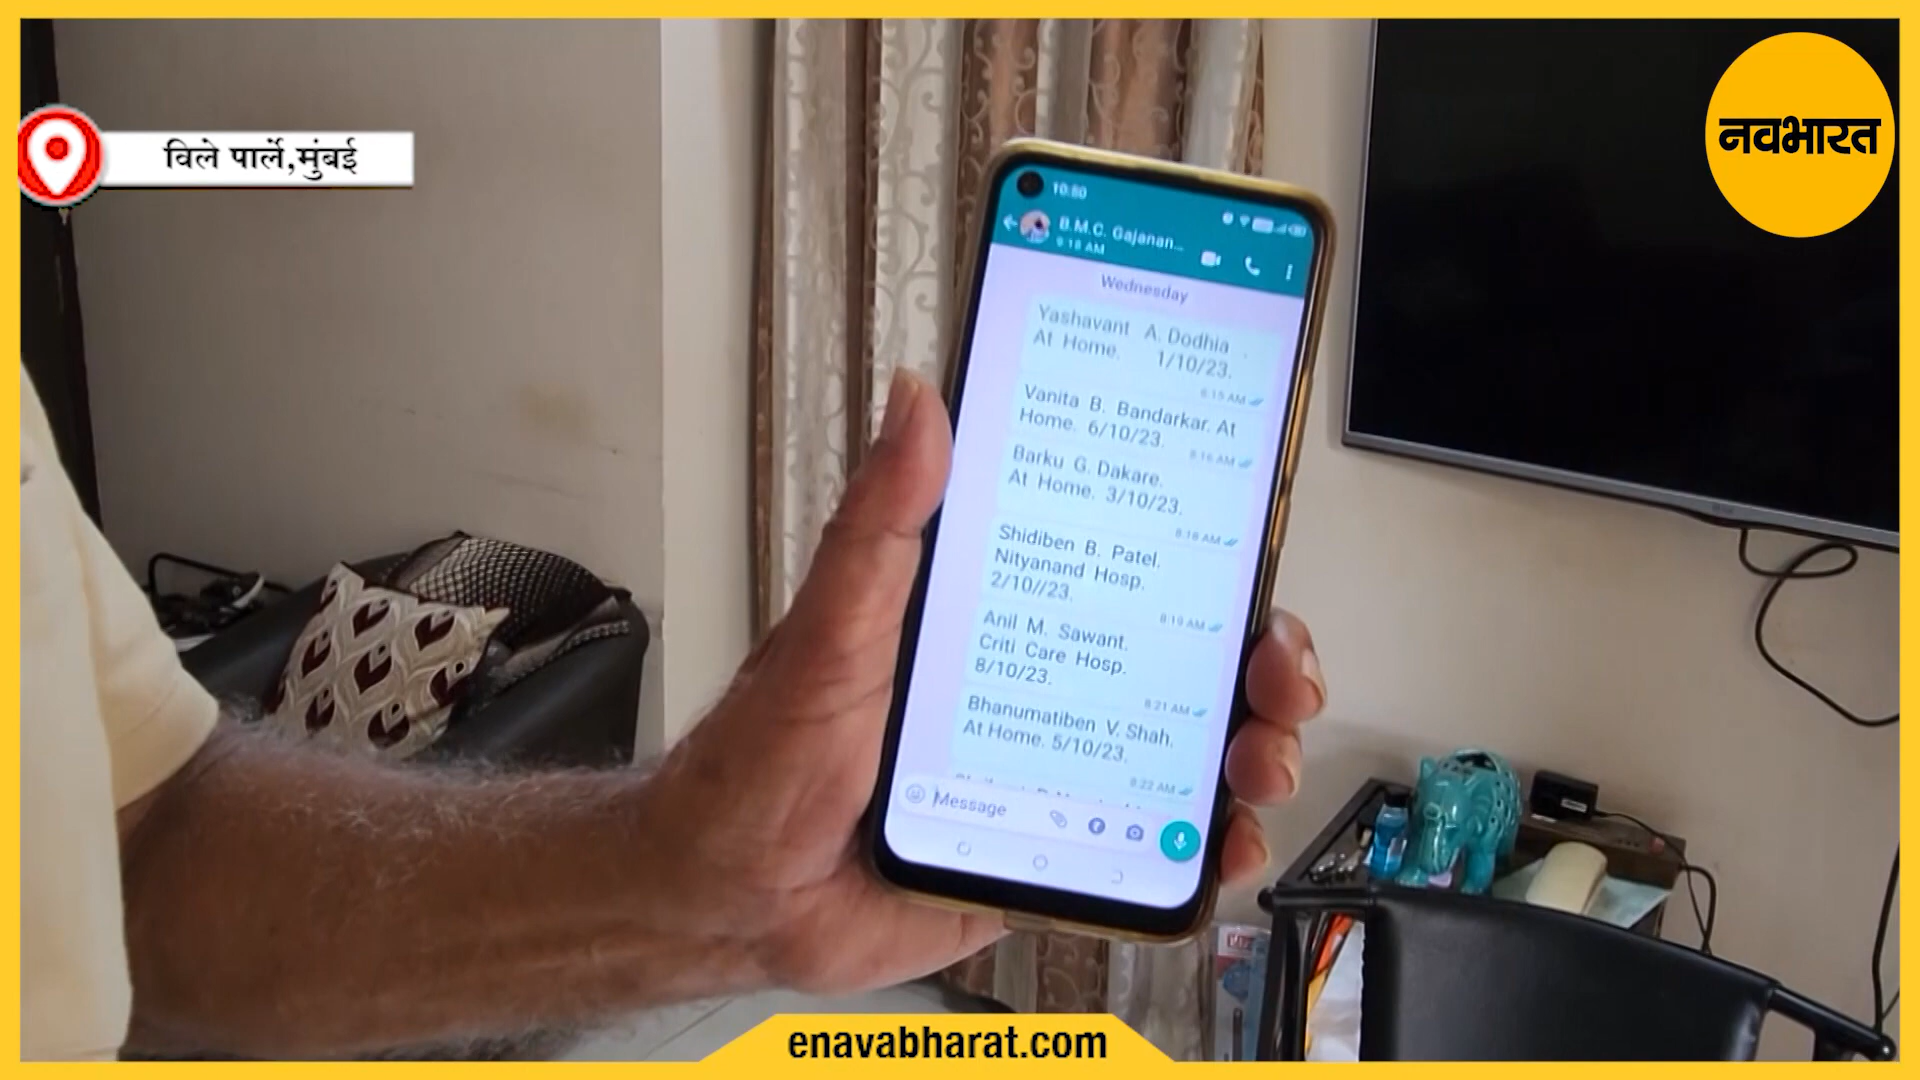 विले पार्ले,मुंबई
नवभारत
10:50
B.M.C. Gajanan...
9:18 AM
Wednesday
Yashavant A. Dodhia .
At Home. 1/10/23.
8:15 AM
Vanita B. Bandarkar. At
Home. 6/10/23.
8:16 AM
Barku G. Dakare.
At Home. 3/10/23.
8:18 AM
Shidiben B. Patel.
Nityanand Hosp.
2/10//23.
8:19 AM
Anil M. Sawant.
Criti Care Hosp.
8/10/23.
8:21 AM
Bhanumatiben V. Shah.
At Home. 5/10/23.
8:22 AM
Message
enavabharat.com